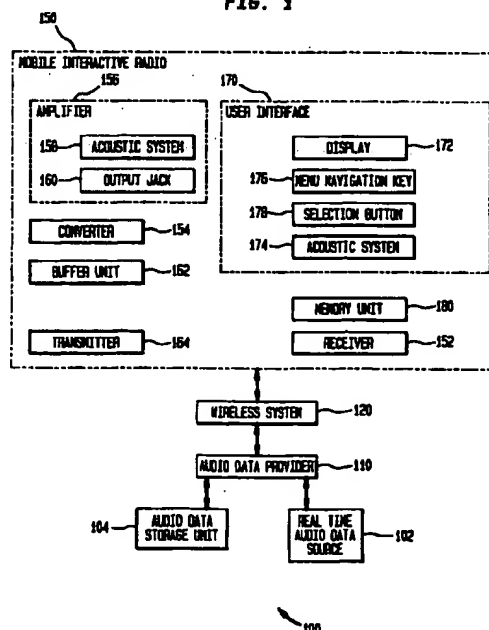 FIG. 1
150
MOBILE INTERACTIVE RADIO
156
170
AMPLIFIER
USER INTERFACE
158
ACOUSTIC SYSTEM
DISPLAY
172
160
OUTPUT JACK
176
MENU NAVIGATION KEY
178
SELECTION BUTTON
CONVERTER
154
174
ACOUSTIC SYSTEM
BUFFER UNIT
162
MEMORY UNIT
180
TRANSMITTER
164
RECEIVER
152
WIRELESS SYSTEM
120
AUDIO DATA PROVIDER
110
104
AUDIO DATA
STORAGE UNIT
REAL TIME
AUDIO DATA
SOURCE
102
100